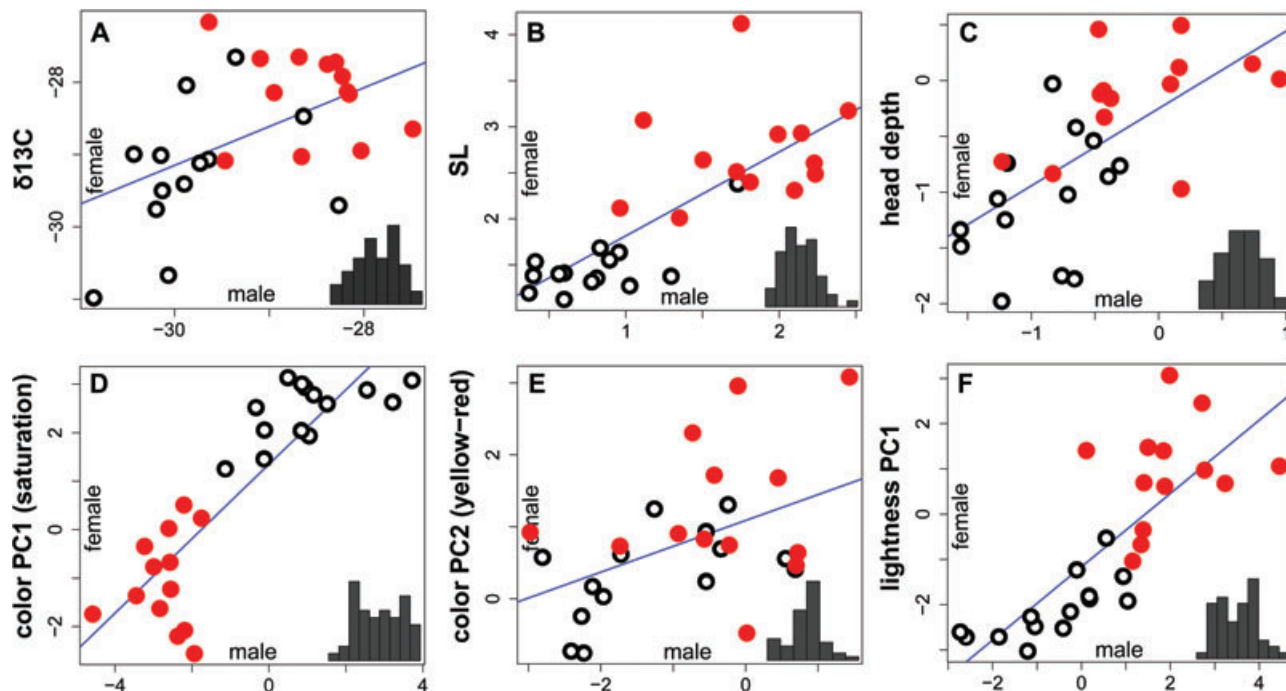 A
δ13C
female
male
−28
−30
−30
−28
B
SL
female
male
4
3
2
1
2
C
head depth
female
male
0
−1
−2
−1
0
1
D
color PC1 (saturation)
female
male
2
0
−2
−4
0
4
E
color PC2 (yellow−red)
female
male
2
0
−2
0
F
lightness PC1
female
male
2
0
−2
−2
0
2
4